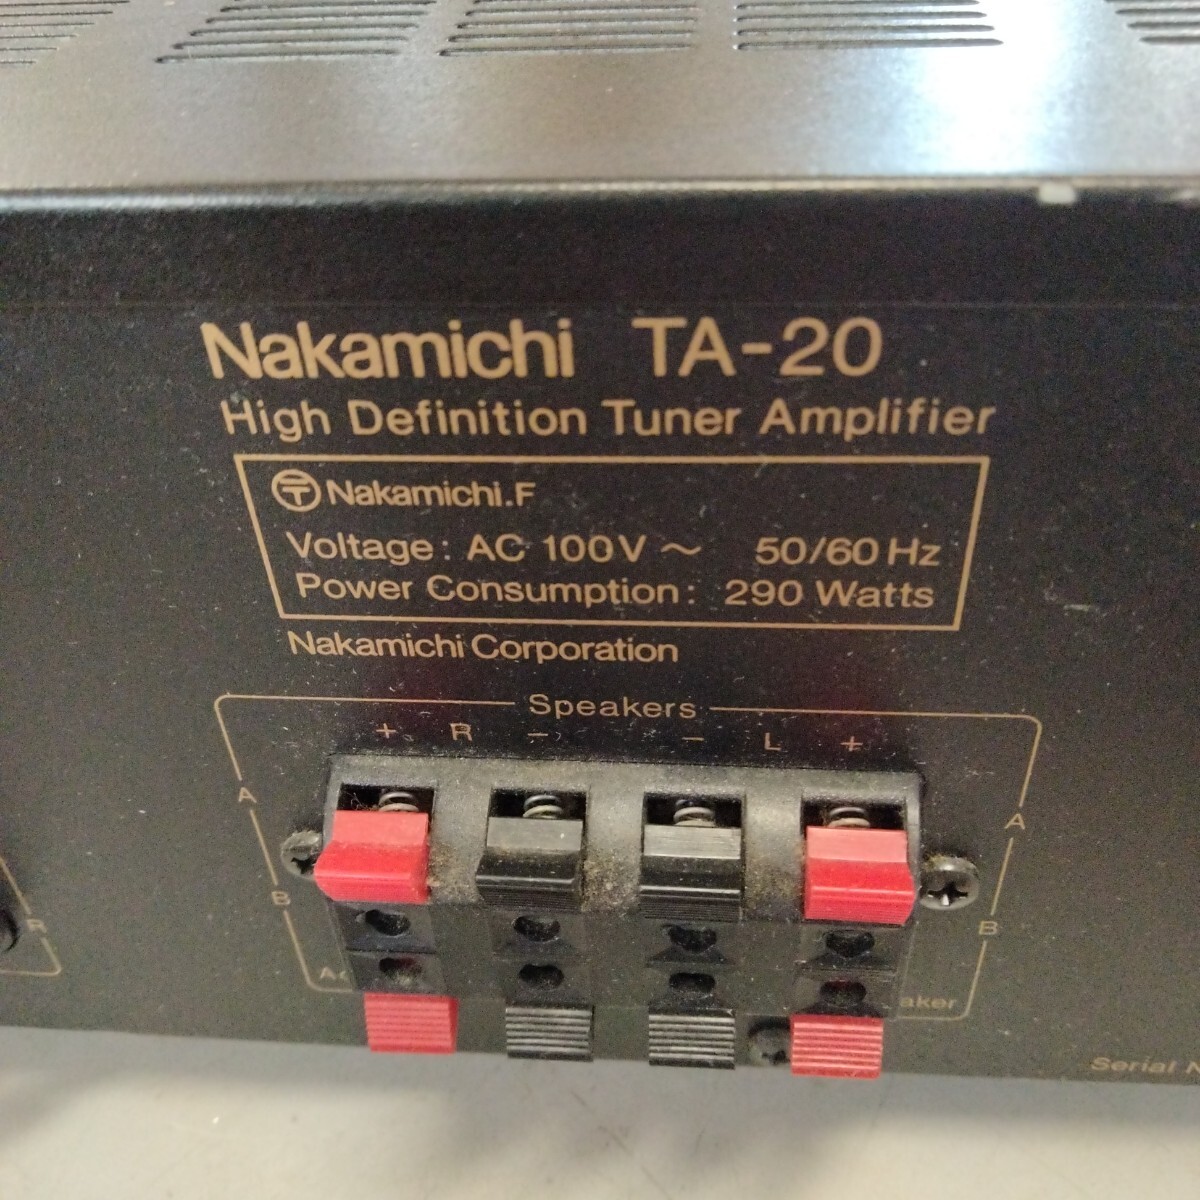 Nakamichi TA-20
High Definition Tuner Amplifier
Nakamichi.F
Voltage: AC 100V ~ 50/60 Hz
Power Consumption: 290 Watts
Nakamichi Corporation
Speakers
+ R - - L +
A A
B B
R
Serial